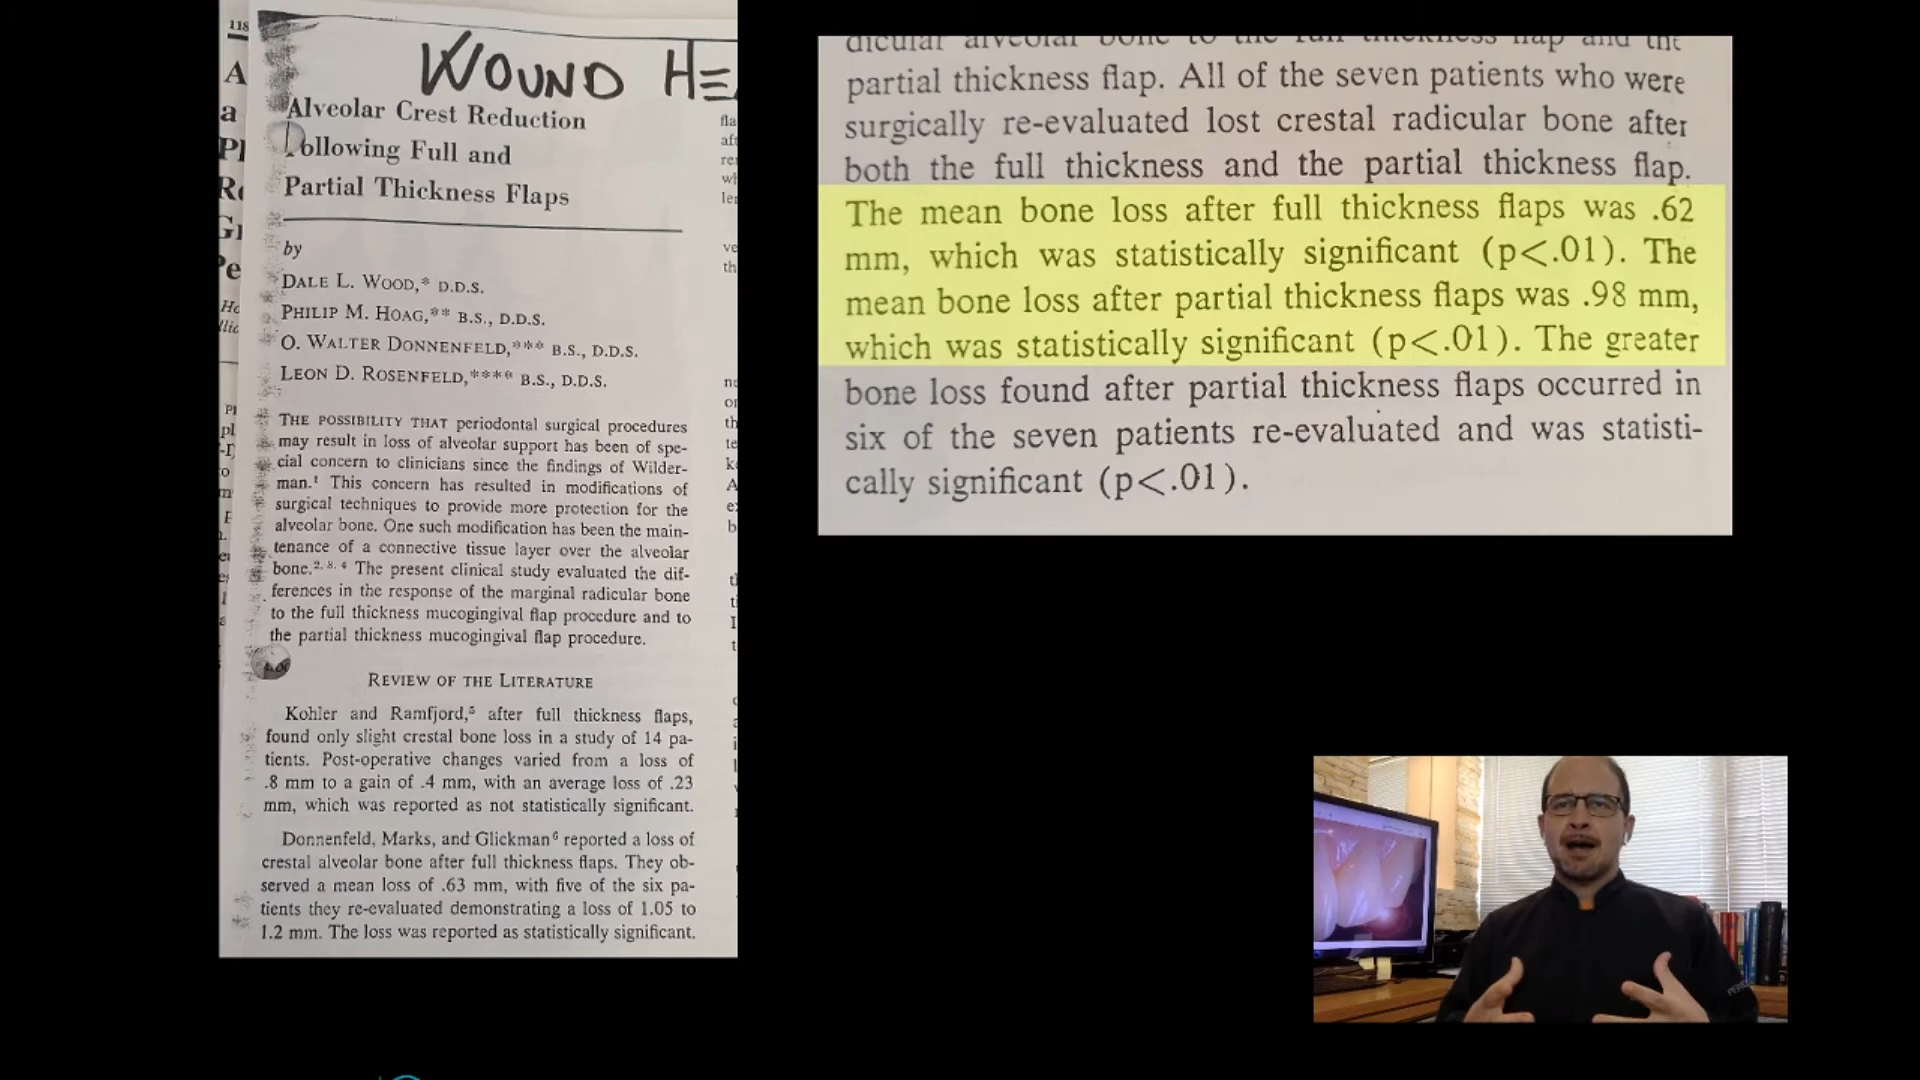 118
WOUND
Alveolar Crest Reduction
Following Full and
Partial Thickness Flaps
by
DALE L. WOOD,* D.D.S.
PHILIP M. HOAG,** B.S., D.D.S.
O. WALTER DONNENFELD,*** B.S., D.D.S.
LEON D. ROSENFELD,**** B.S., D.D.S.
THE POSSIBILITY THAT periodontal surgical procedures
may result in loss of alveolar support has been of spe-
cial concern to clinicians since the findings of Wilder-
man.¹ This concern has resulted in modifications of
surgical techniques to provide more protection for the
alveolar bone. One such modification has been the main-
tenance of a connective tissue layer over the alveolar
bone.²,³,⁴ The present clinical study evaluated the dif-
ferences in the response of the marginal radicular bone
to the full thickness mucogingival flap procedure and to
the partial thickness mucogingival flap procedure.
REVIEW OF THE LITERATURE
Kohler and Ramfjord,⁵ after full thickness flaps,
found only slight crestal bone loss in a study of 14 pa-
tients. Post-operative changes varied from a loss of
.8 mm to a gain of .4 mm, with an average loss of .23
mm, which was reported as not statistically significant.
Donnenfeld, Marks, and Glickman⁶ reported a loss of
crestal alveolar bone after full thickness flaps. They ob-
served a mean loss of .63 mm, with five of the six pa-
tients they re-evaluated demonstrating a loss of 1.05 to
1.2 mm. The loss was reported as statistically significant.
dicular alveolar bone to the full thickness flap and the
partial thickness flap. All of the seven patients who were
surgically re-evaluated lost crestal radicular bone after
both the full thickness and the partial thickness flap.
The mean bone loss after full thickness flaps was .62
mm, which was statistically significant (p<.01). The
mean bone loss after partial thickness flaps was .98 mm,
which was statistically significant (p<.01). The greater
bone loss found after partial thickness flaps occurred in
six of the seven patients re-evaluated and was statisti-
cally significant (p<.01).